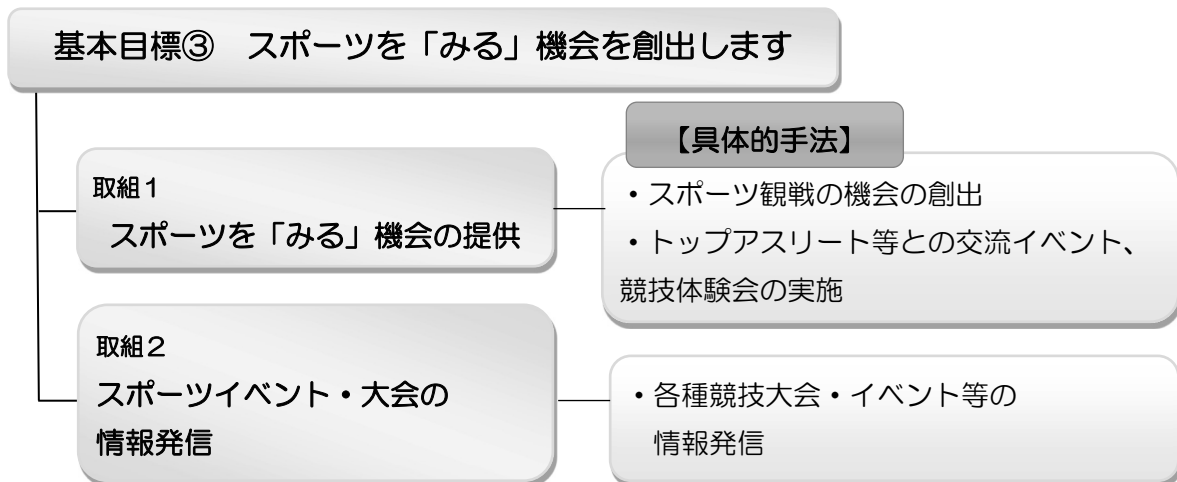 基本目標③　スポーツを「みる」機会を創出します
【具体的手法】
取組１
スポーツを「みる」機会の提供
・スポーツ観戦の機会の創出
・トップアスリート等との交流イベント、
競技体験会の実施
取組２
スポーツイベント・大会の
情報発信
・各種競技大会・イベント等の
情報発信